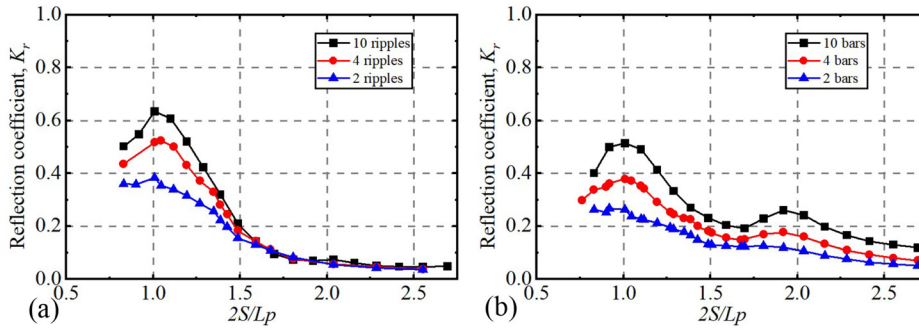 Reflection coefficient, Kr
1.0
0.8
0.6
0.4
0.2
0.0
10 ripples
4 ripples
2 ripples
0.5 1.0 1.5 2.0 2.5
2S/Lp
(a)
Reflection coefficient, Kr
1.0
0.8
0.6
0.4
0.2
0.0
10 bars
4 bars
2 bars
0.5 1.0 1.5 2.0 2.5
2S/Lp
(b)